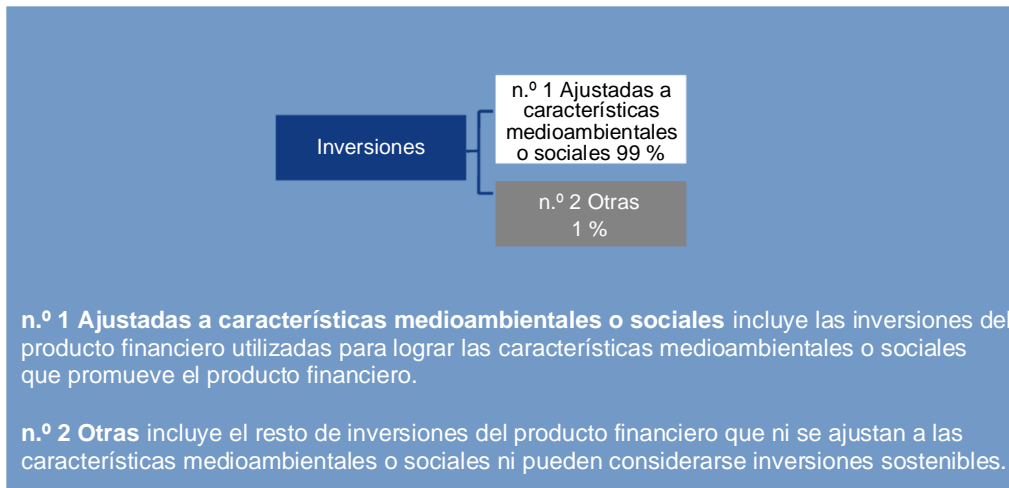 n.º 1 Ajustadas a
características
medioambientales
o sociales 99 %
Inversiones
n.º 2 Otras
1 %
n.º 1 Ajustadas a características medioambientales o sociales incluye las inversiones del
producto financiero utilizadas para lograr las características medioambientales o sociales
que promueve el producto financiero.
n.º 2 Otras incluye el resto de inversiones del producto financiero que ni se ajustan a las
características medioambientales o sociales ni pueden considerarse inversiones sostenibles.